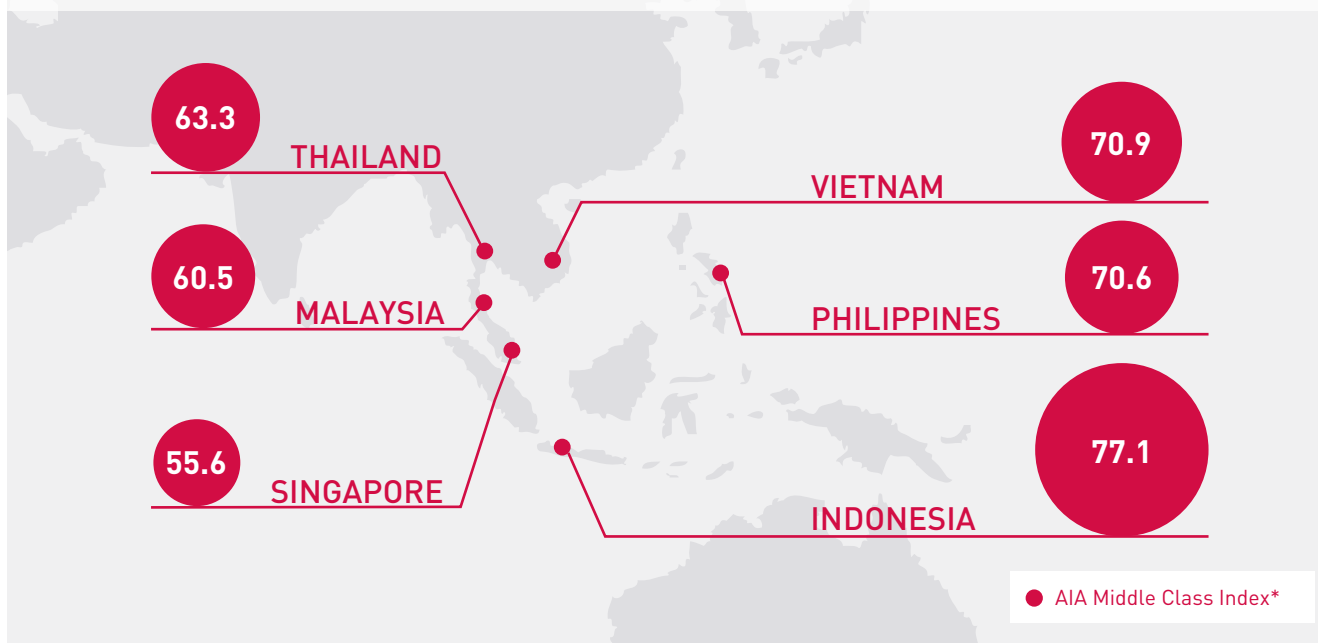 63.3
THAILAND
70.9
VIETNAM
60.5
MALAYSIA
70.6
PHILIPPINES
55.6
SINGAPORE
77.1
INDONESIA
AIA Middle Class Index*